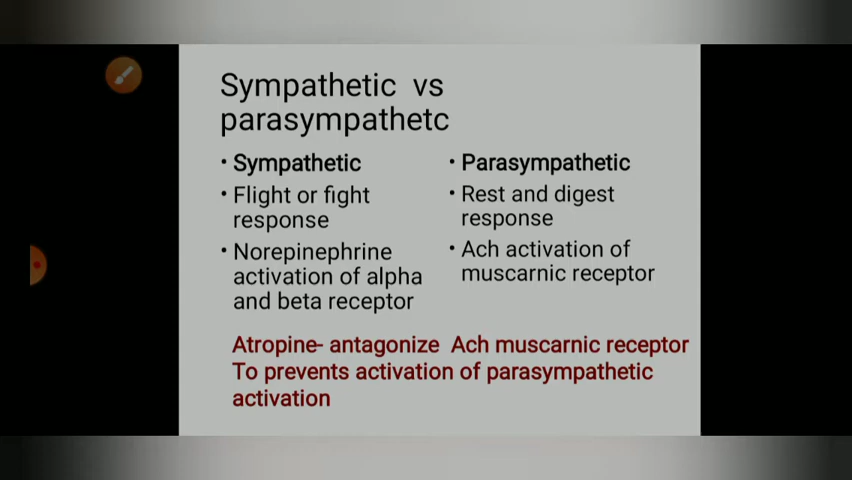 Sympathetic vs
parasympathetc
• Sympathetic
• Flight or fight
response
• Norepinephrine
activation of alpha
and beta receptor
• Parasympathetic
• Rest and digest
response
• Ach activation of
muscarnic receptor
Atropine- antagonize Ach muscarnic receptor
To prevents activation of parasympathetic
activation